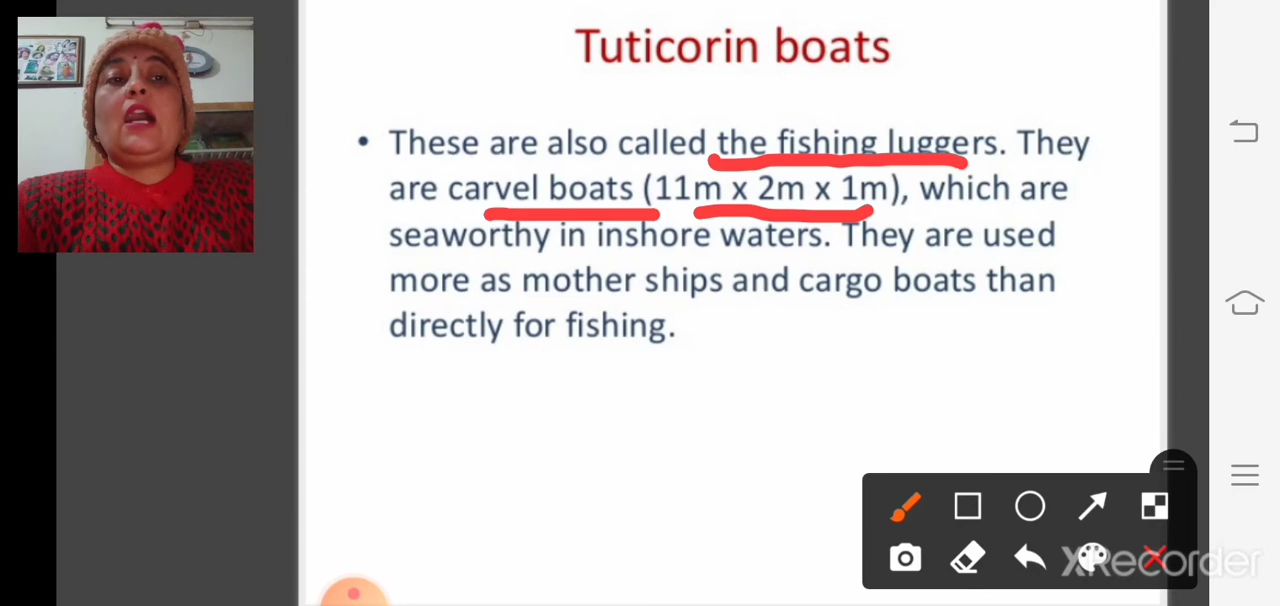 Tuticorin boats
• These are also called the fishing luggers. They
are carvel boats (11m x 2m x 1m), which are
seaworthy in inshore waters. They are used
more as mother ships and cargo boats than
directly for fishing.
XRecorder